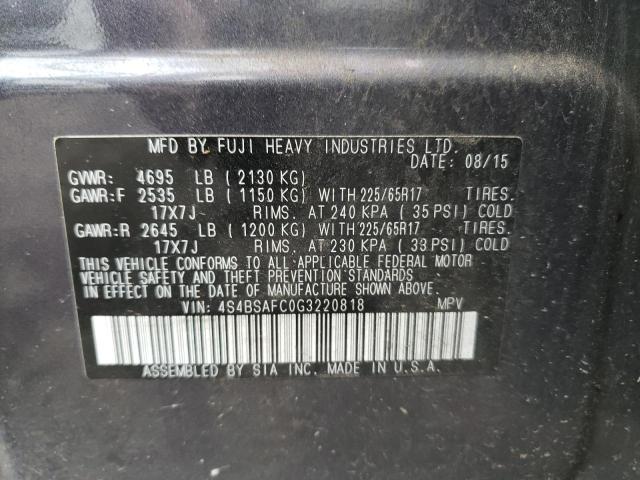 MFD BY FUJI HEAVY INDUSTRIES LTD.
DATE: 08/15
GVWR: 4695 LB ( 2130 KG)
GAWR:F 2535 LB ( 1150 KG) WITH 225/65R17 TIRES.
17X7J RIMS. AT 240 KPA ( 35 PSI) COLD
GAWR:R 2645 LB ( 1200 KG) WITH 225/65R17 TIRES.
17X7J RIMS. AT 230 KPA ( 33 PSI) COLD
THIS VEHICLE CONFORMS TO ALL APPLICABLE FEDERAL MOTOR
VEHICLE SAFETY AND THEFT PREVENTION STANDARDS
IN EFFECT ON THE DATE OF MANUFACTURE SHOWN ABOVE.
VIN: 4S4BSAFC0G3220818 MPV
ASSEMBLED BY SIA INC. MADE IN U.S.A.